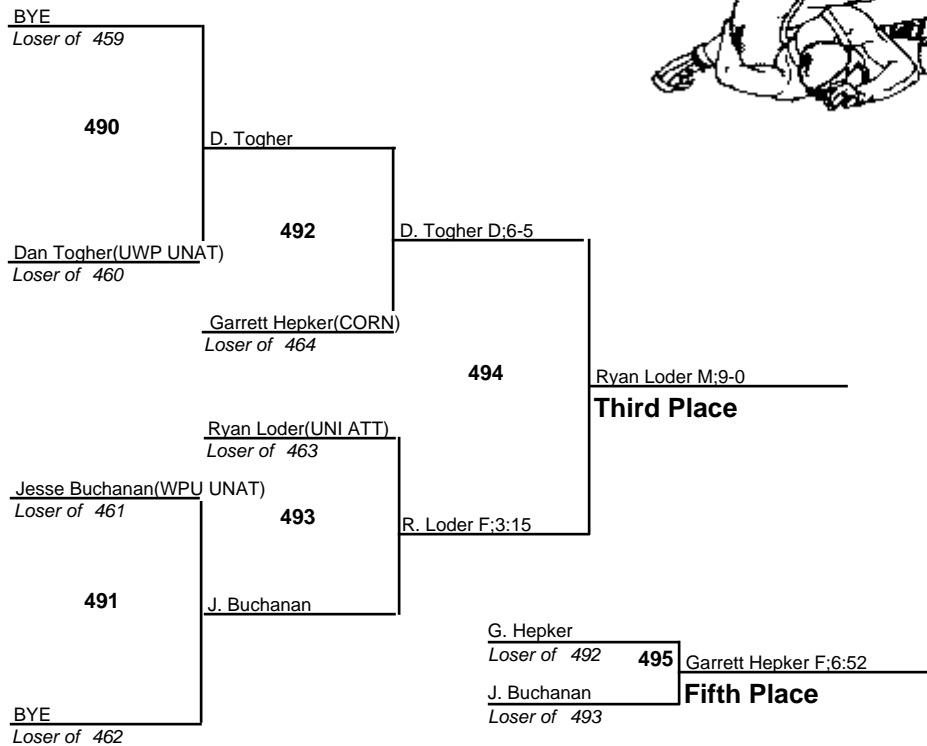 BYE
Loser of 459
490
D. Togher
Dan Togher(UWP UNAT)
Loser of 460
492
D. Togher D;6-5
Garrett Hepker(CORN)
Loser of 464
494
Ryan Loder M;9-0
Third Place
Ryan Loder(UNI ATT)
Loser of 463
Jesse Buchanan(WPU UNAT)
Loser of 461
493
R. Loder F;3:15
491
J. Buchanan
BYE
Loser of 462
G. Hepker
Loser of 492
495
Garrett Hepker F;6:52
Fifth Place
J. Buchanan
Loser of 493